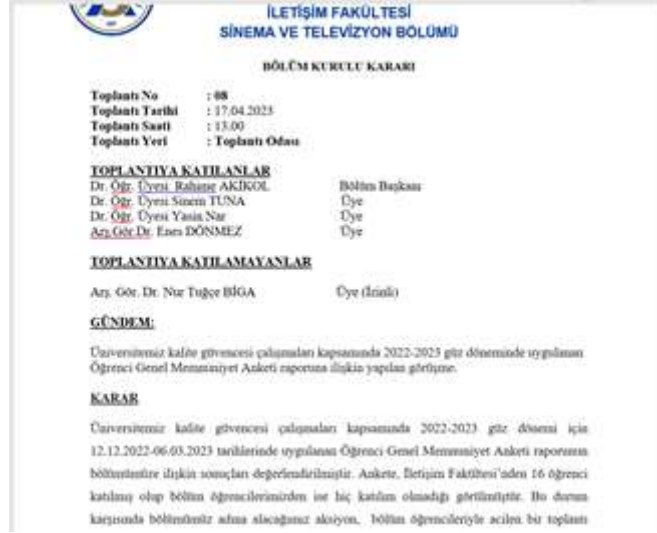 İLETİŞİM FAKÜLTESİ
SİNEMA VE TELEVİZYON BÖLÜMÜ
BÖLÜM KURULU KARARI
Toplantı No : 08
Toplantı Tarihi : 17.04.2023
Toplantı Saati : 13.00
Toplantı Yeri : Toplantı Odası
TOPLANTIYA KATILANLAR
Dr. Öğr. Üyesi Rahime AKİKOL Bölüm Başkanı
Dr. Öğr. Üyesi Sinem TUNA Üye
Dr. Öğr. Üyesi Yasin Nar Üye
Arş.Gör.Dr. Enes DÖNMEZ Üye
TOPLANTIYA KATILAMAYANLAR
Arş. Gör. Dr. Nur Tuğçe BİGA Üye (İzinli)
GÜNDEM:
Üniversitemiz kalite güvencesi çalışmaları kapsamında 2022-2023 güz döneminde uygulanan
Öğrenci Genel Memnuniyet Anketi raporuna ilişkin yapılan görüşme.
KARAR
Üniversitemiz kalite güvencesi çalışmaları kapsamında 2022-2023 güz dönemi için
12.12.2022-06.03.2023 tarihlerinde uygulanan Öğrenci Genel Memnuniyet Anketi raporunun
bölümümüze ilişkin sonuçları değerlendirilmiştir. Ankete, İletişim Fakültesi'nden 16 öğrenci
katılmış olup bölüm öğrencilerimizden ise hiç katılım olmadığı görülmüştür. Bu durum
karşısında bölümümüz adına alacağımız aksiyon, bölüm öğrencileriyle acilen bir toplantı